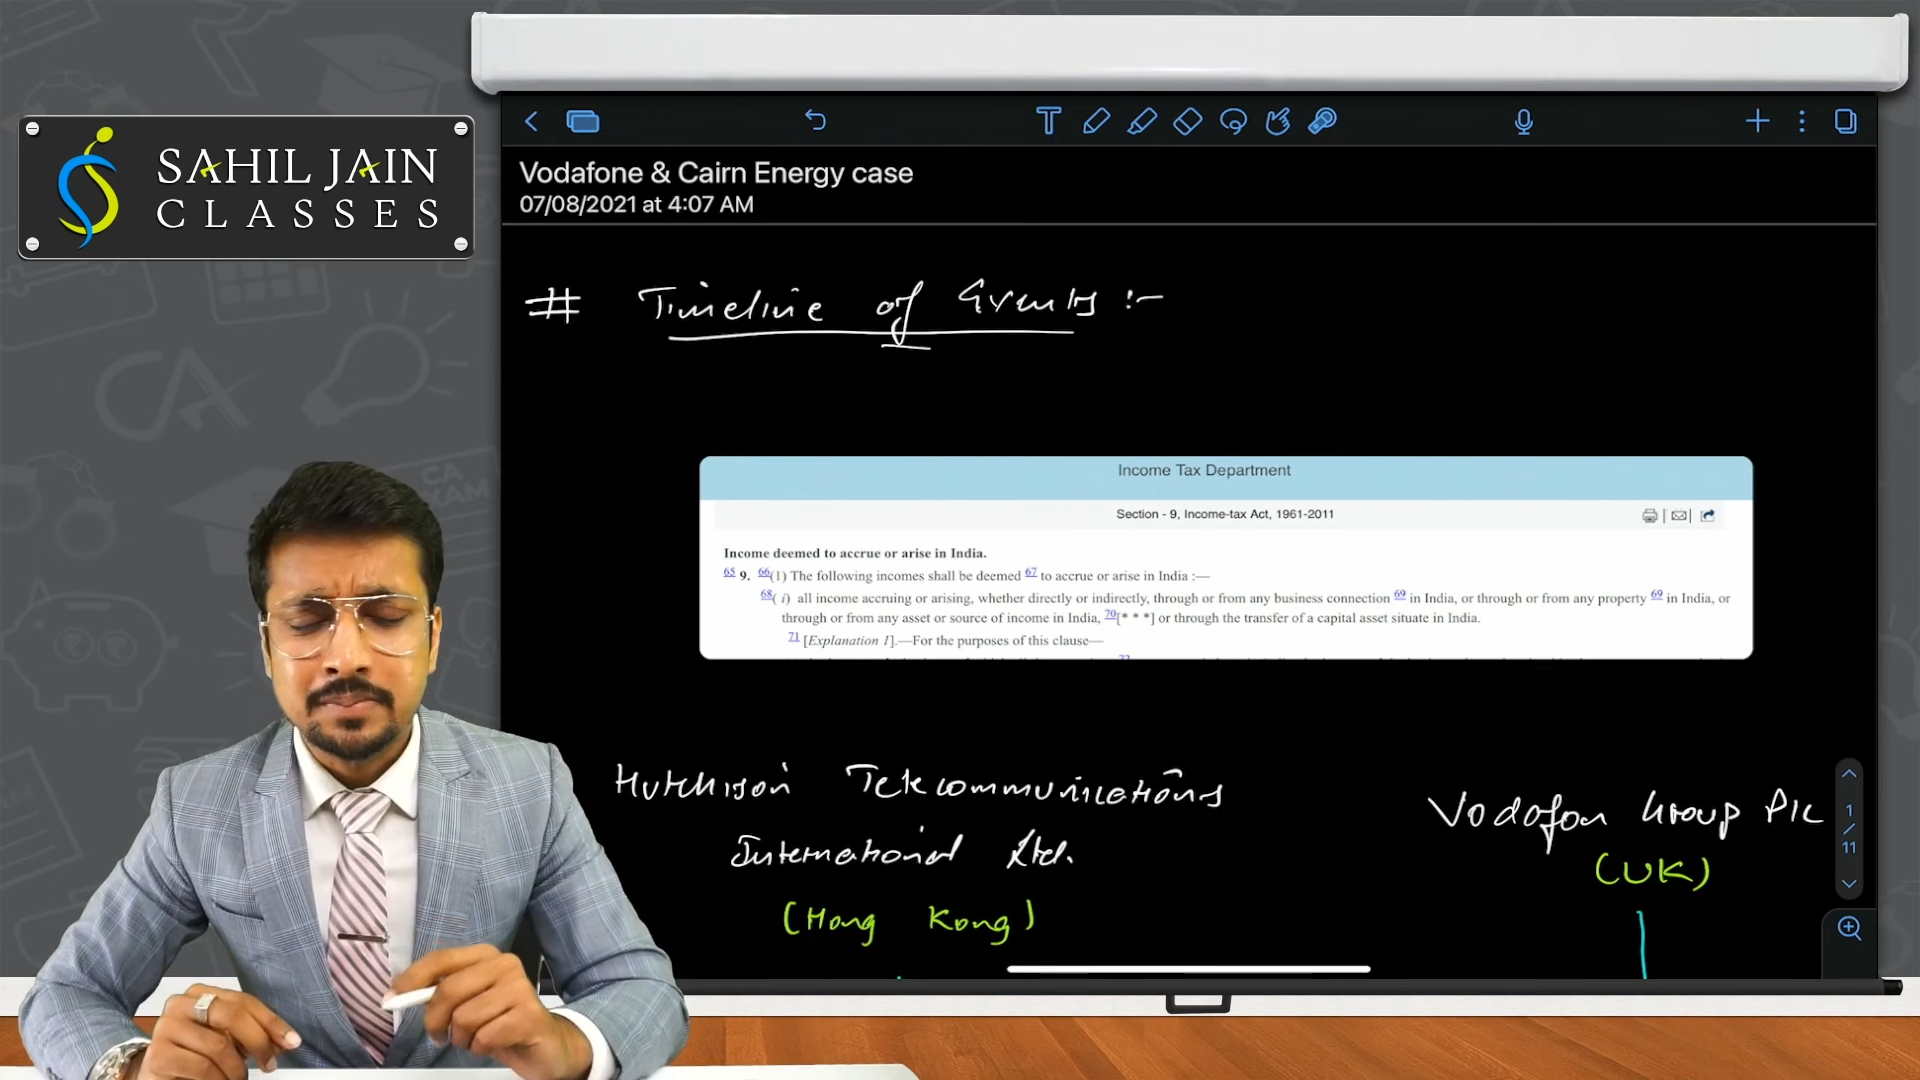 SAHIL JAIN
CLASSES
Vodafone & Cairn Energy case
07/08/2021 at 4:07 AM
# Timeline of Events :-
Income Tax Department
Section - 9, Income-tax Act, 1961-2011
Income deemed to accrue or arise in India.
65 9. 66(1) The following incomes shall be deemed 67 to accrue or arise in India :—
68( i) all income accruing or arising, whether directly or indirectly, through or from any business connection 69 in India, or through or from any property 69 in India, or
through or from any asset or source of income in India, 70[* * *] or through the transfer of a capital asset situate in India.
71 [Explanation 1].—For the purposes of this clause—
Hutchison Telecommunications
International Ltd.
(Hong Kong)
Vodafon Group Plc
(UK)
1
/
11
CA
EXAM